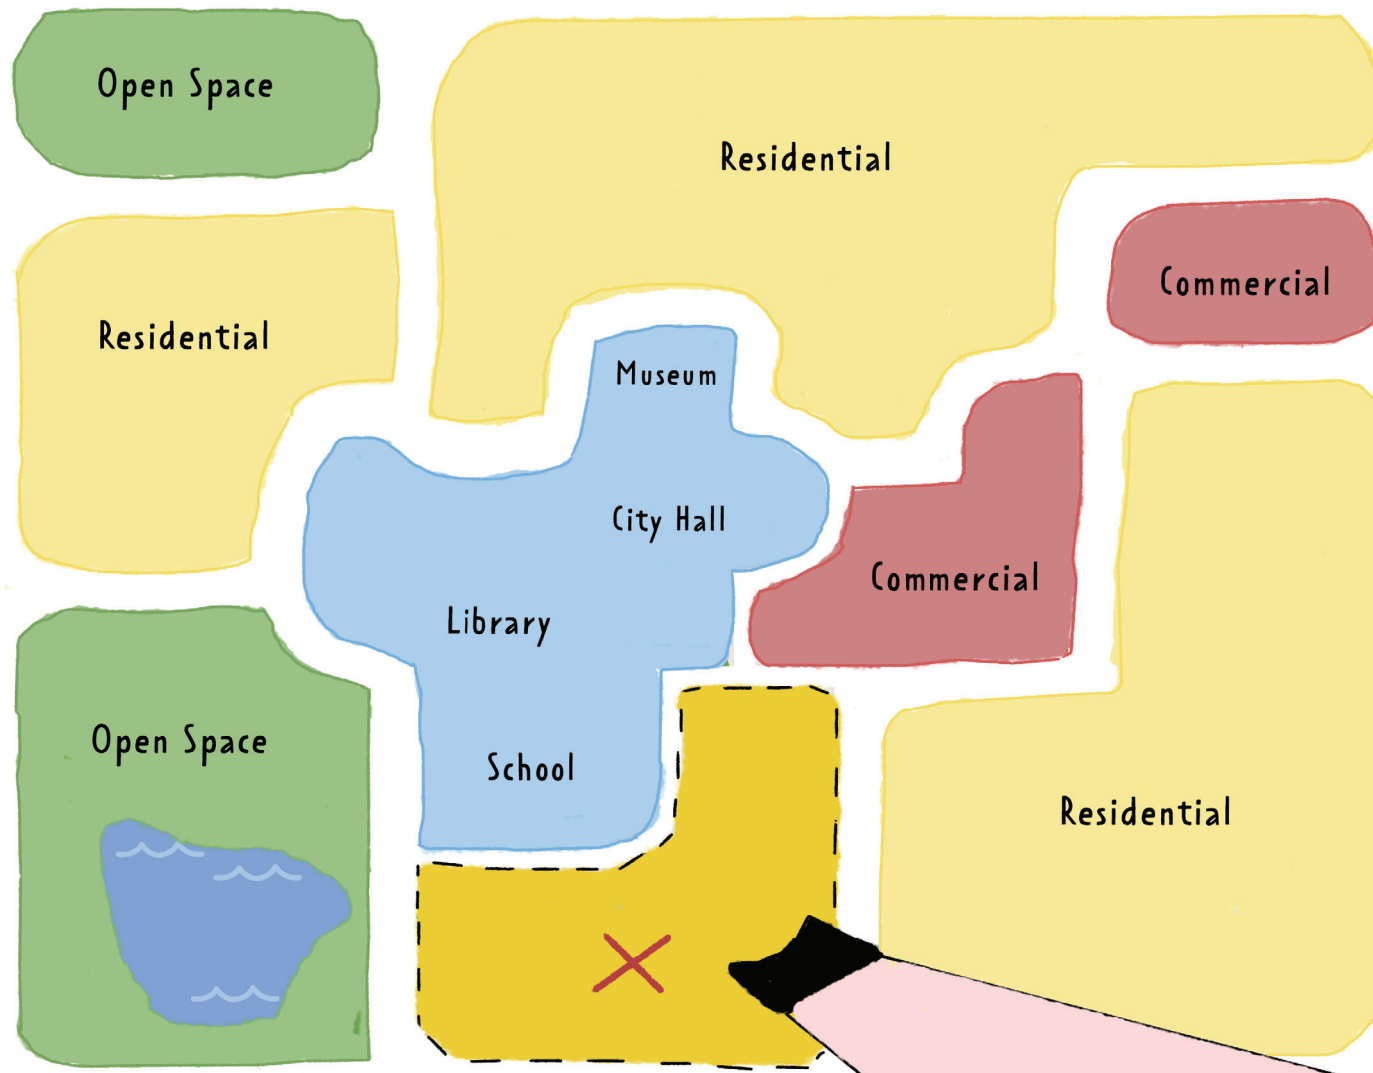 Open Space
Residential
Commercial
Residential
Museum
City Hall
Commercial
Library
Open Space
School
Residential